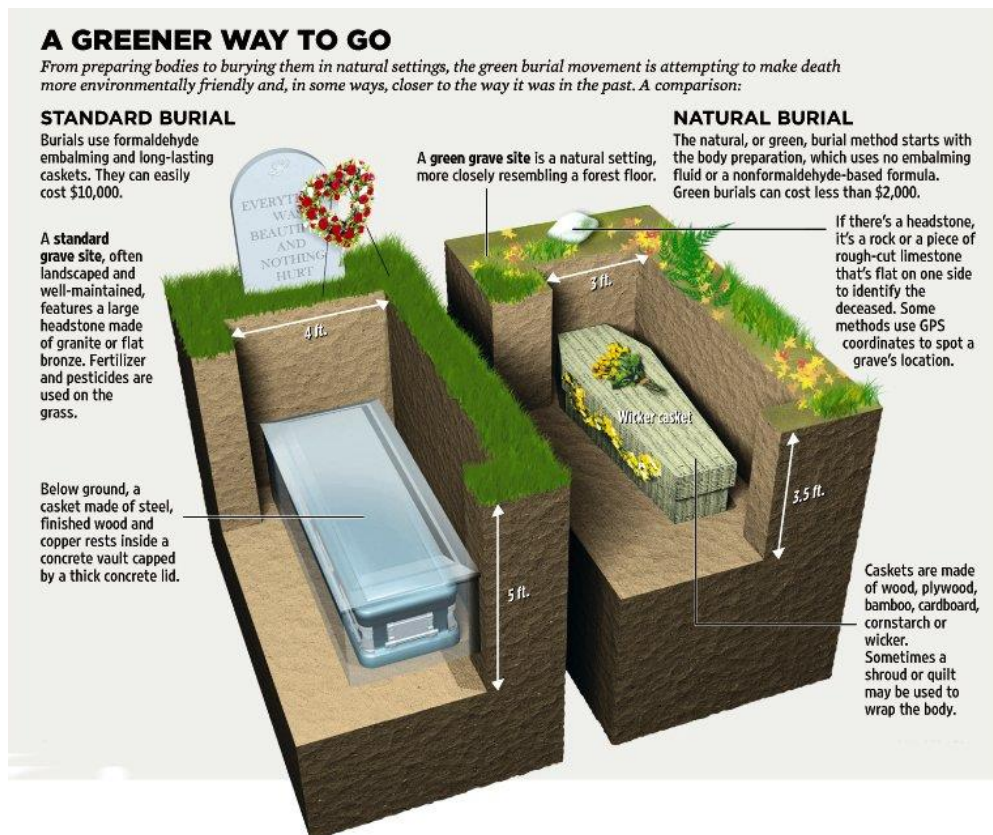 A GREENER WAY TO GO
From preparing bodies to burying them in natural settings, the green burial movement is attempting to make death
more environmentally friendly and, in some ways, closer to the way it was in the past. A comparison:
STANDARD BURIAL
Burials use formaldehyde
embalming and long-lasting
caskets. They can easily
cost $10,000.
A standard
grave site, often
landscaped and
well-maintained,
features a large
headstone made
of granite or flat
bronze. Fertilizer
and pesticides are
used on the
grass.
Below ground, a
casket made of steel,
finished wood and
copper rests inside a
concrete vault capped
by a thick concrete lid.
EVERYT
WA
BEAUTI
AND
NOTHING
HURT
4 ft.
5 ft.
A green grave site is a natural setting,
more closely resembling a forest floor.
NATURAL BURIAL
The natural, or green, burial method starts with
the body preparation, which uses no embalming
fluid or a nonformaldehyde-based formula.
Green burials can cost less than $2,000.
If there's a headstone,
it's a rock or a piece of
rough-cut limestone
that's flat on one side
to identify the
deceased. Some
methods use GPS
coordinates to spot a
grave's location.
3 ft.
Wicker casket
3.5 ft.
Caskets are made
of wood, plywood,
bamboo, cardboard,
cornstarch or
wicker.
Sometimes a
shroud or quilt
may be used to
wrap the body.